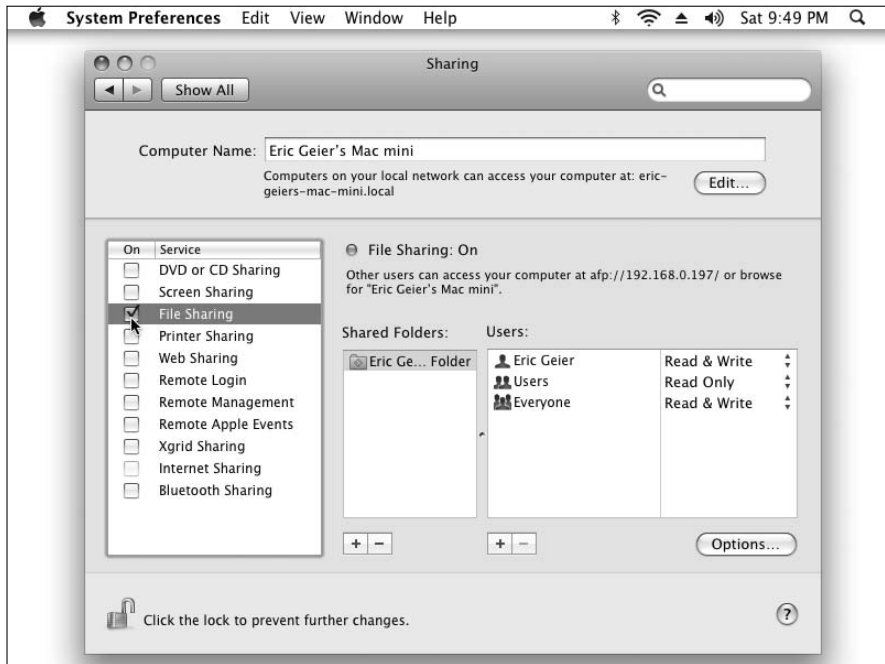 System Preferences Edit View Window Help Sat 9:49 PM
Sharing
Show All
Computer Name: Eric Geier's Mac mini
Computers on your local network can access your computer at: eric-
geiers-mac-mini.local
Edit...
On Service
DVD or CD Sharing
Screen Sharing
File Sharing
Printer Sharing
Web Sharing
Remote Login
Remote Management
Remote Apple Events
Xgrid Sharing
Internet Sharing
Bluetooth Sharing
File Sharing: On
Other users can access your computer at afp://192.168.0.197/ or browse
for "Eric Geier's Mac mini".
Shared Folders:
Eric Ge... Folder
Users:
Eric Geier Read & Write
Users Read Only
Everyone Read & Write
+ −
+ −
Options...
Click the lock to prevent further changes.
?